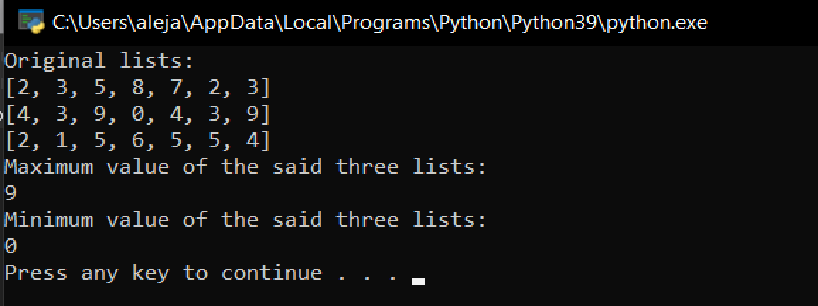 C:\Users\aleja\AppData\Local\Programs\Python\Python39\python.exe
Original lists:
[2, 3, 5, 8, 7, 2, 3]
[4, 3, 9, 0, 4, 3, 9]
[2, 1, 5, 6, 5, 5, 4]
Maximum value of the said three lists:
9
Minimum value of the said three lists:
0
Press any key to continue . . .